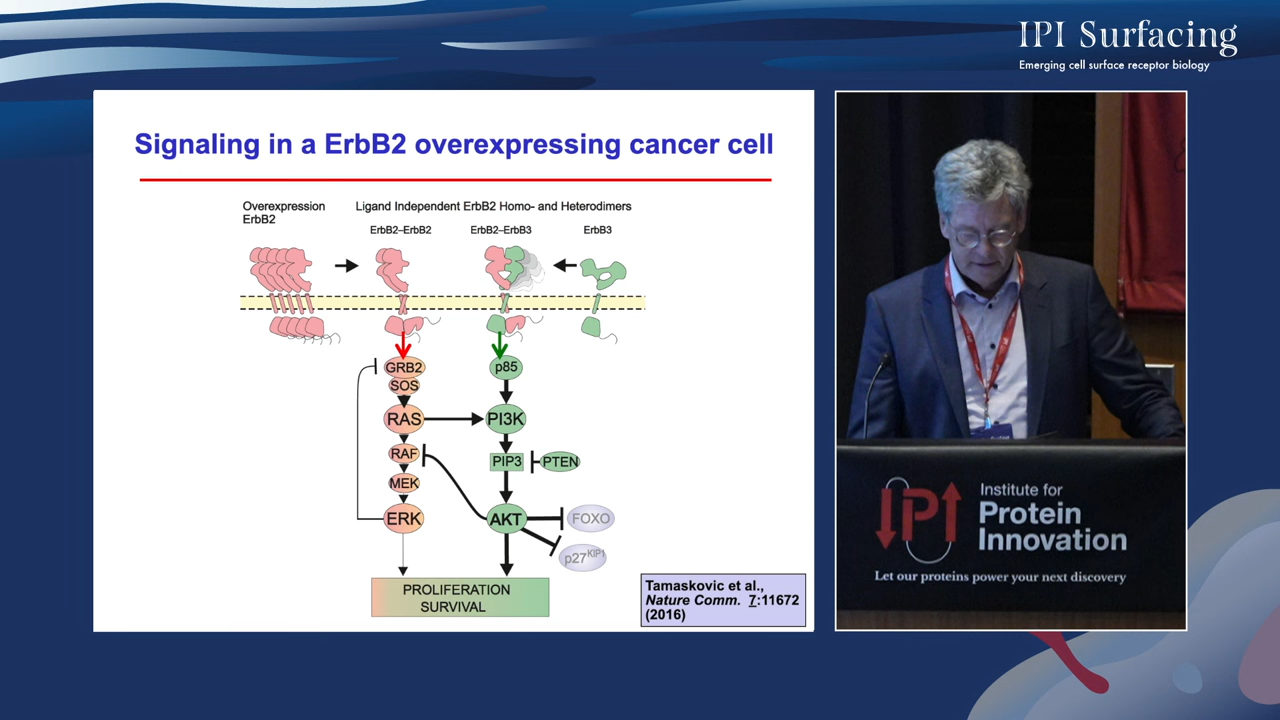 IPI Surfacing
Emerging cell surface receptor biology
Signaling in a ErbB2 overexpressing cancer cell
Overexpression
ErbB2
Ligand Independent ErbB2 Homo- and Heterodimers
ErbB2–ErbB2
ErbB2–ErbB3
ErbB3
GRB2
SOS
RAS
RAF
MEK
ERK
p85
PI3K
PIP3
PTEN
AKT
FOXO
p27KIP1
PROLIFERATION
SURVIVAL
Tamaskovic et al.,
Nature Comm. 7:11672
(2016)
IPI
Institute for
Protein
Innovation
Let our proteins power your next discovery